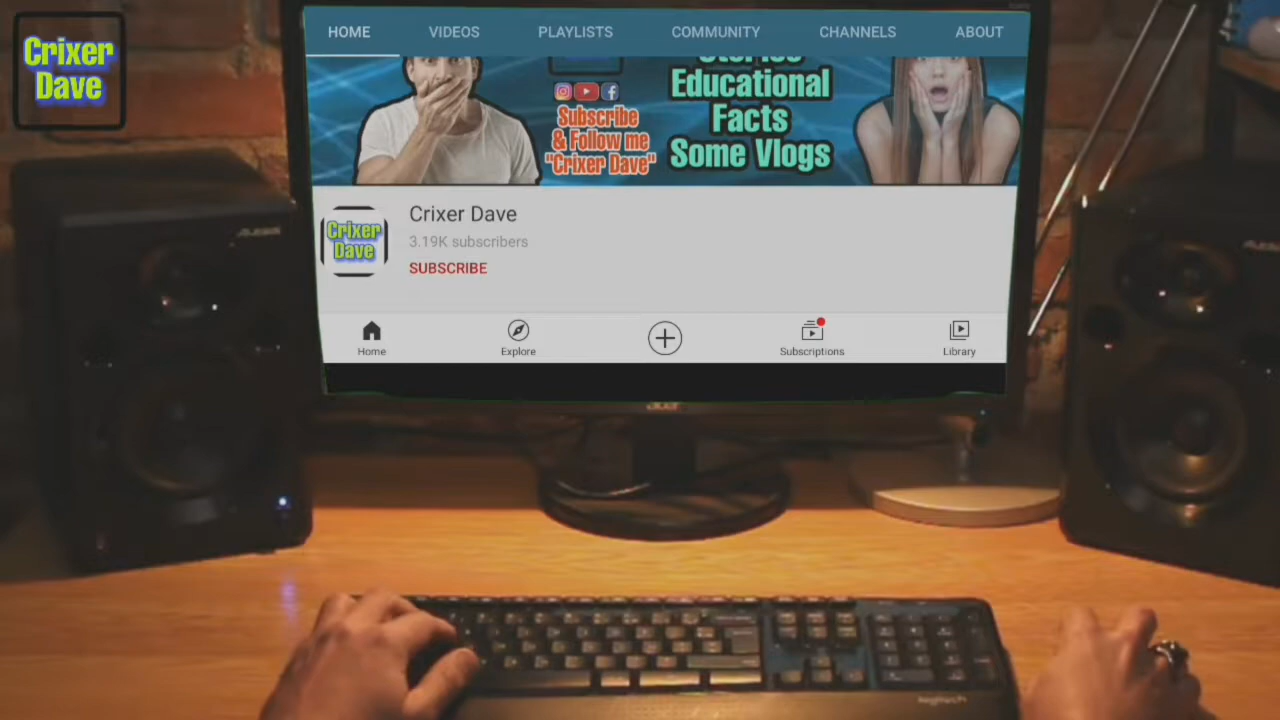 Crixer
Dave
HOME VIDEOS PLAYLISTS COMMUNITY CHANNELS ABOUT
Stories
Educational
Facts
Some Vlogs
Subscribe
& Follow me
"Crixer Dave"
Crixer
Dave
Crixer Dave
3.19K subscribers
SUBSCRIBE
Home Explore Subscriptions Library
acer
logitech